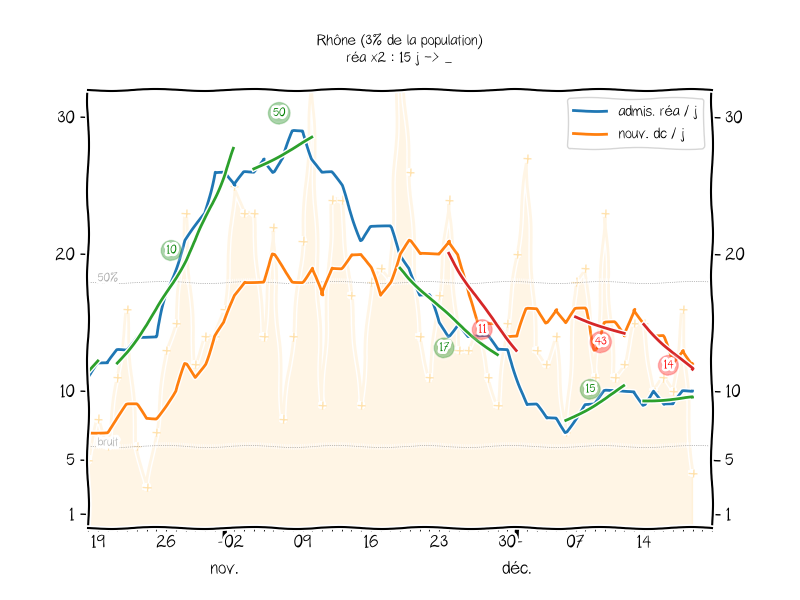 Rhône (3% de la population)
réa x2 : 15 j -> _
admis. réa / j
nouv. dc / j
30
30
20
20
10
10
5
5
1
1
50%
bruit
50
10
17
11
15
43
14
19 26 02 09 16 23 30 07 14
nov. déc.